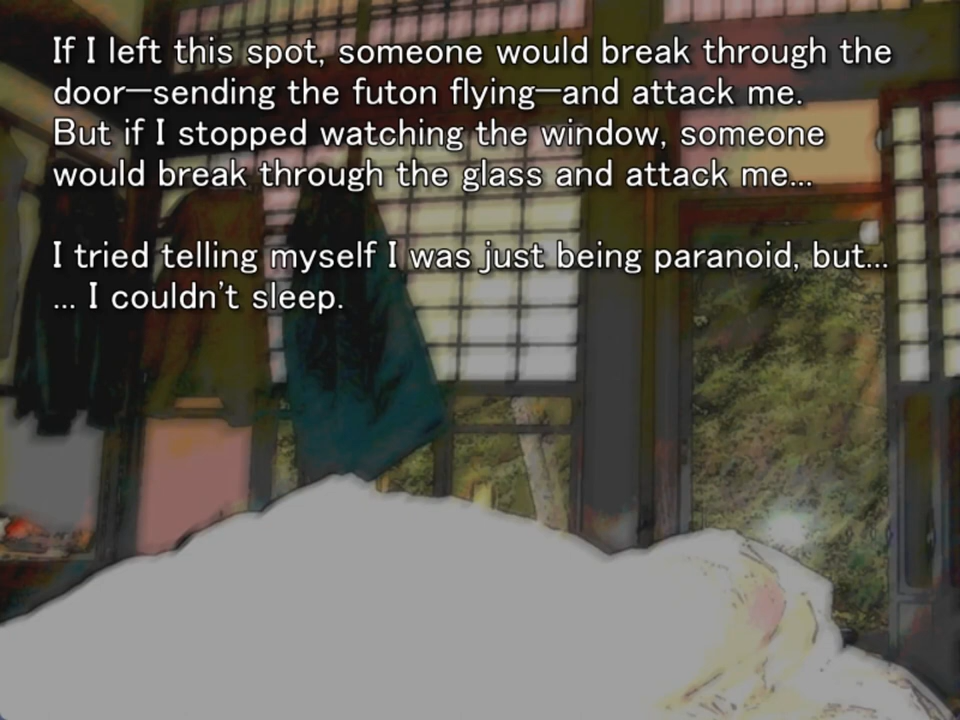 If I left this spot, someone would break through the
door—sending the futon flying—and attack me.
But if I stopped watching the window, someone
would break through the glass and attack me...
I tried telling myself I was just being paranoid, but...
... I couldn't sleep.